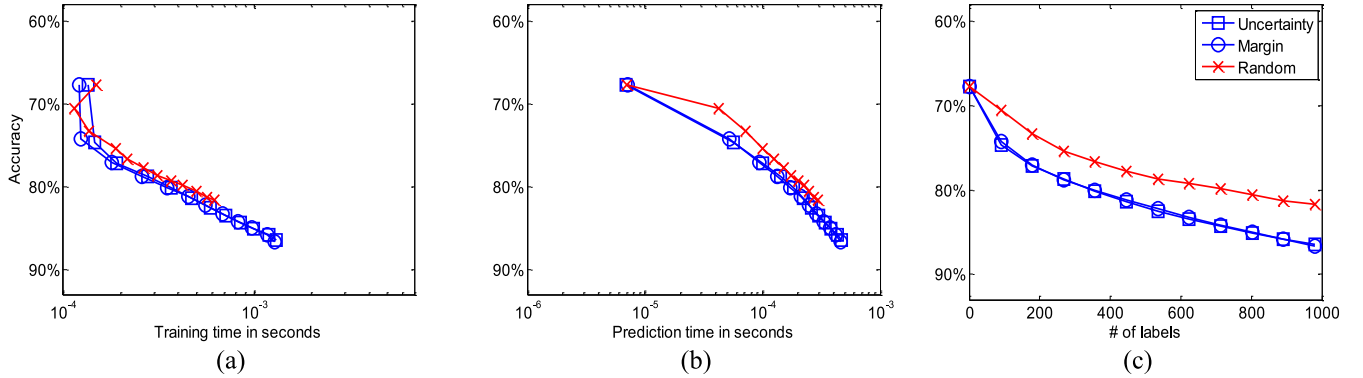 60%
70%
80%
90%
Accuracy
10^-4
10^-3
Training time in seconds
(a)
60%
70%
80%
90%
10^-6
10^-5
10^-4
10^-3
Prediction time in seconds
(b)
Uncertainty
Margin
Random
60%
70%
80%
90%
0 200 400 600 800 1000
# of labels
(c)